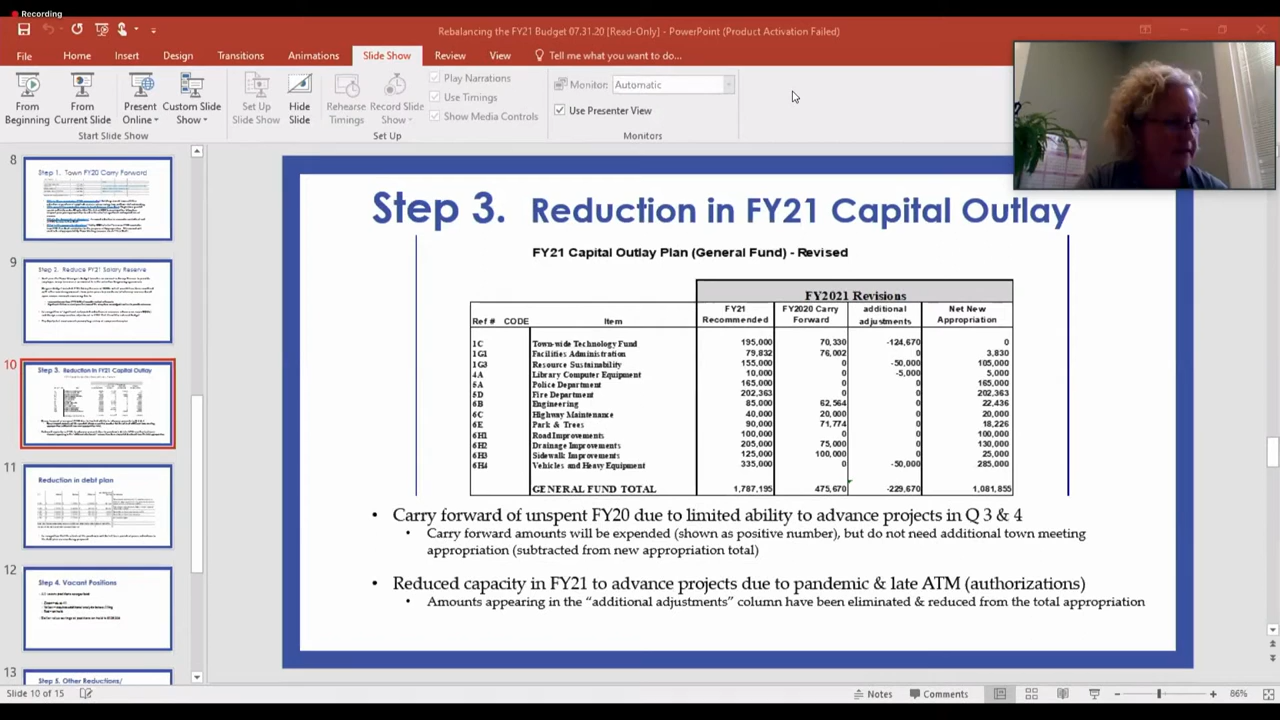 Recording
Rebalancing the FY21 Budget 07.31.20 [Read-Only] - PowerPoint (Product Activation Failed)
File Home Insert Design Transitions Animations Slide Show Review View Tell me what you want to do...
From Beginning
From Current Slide
Present Online
Custom Slide Show
Set Up Slide Show
Hide Slide
Rehearse Timings
Record Slide Show
Play Narrations
Use Timings
Show Media Controls
Monitor: Automatic
Use Presenter View
Start Slide Show Set Up Monitors
8
Step 1. Town FY20 Carry Forward
9
Step 2. Reduce FY21 Salary Reserve
10
Step 3. Reduction in FY21 Capital Outlay
11
Reduction in debt plan
12
Step 4. Vacant Positions
13
Step 5. Other Reductions/
Step 3. Reduction in FY21 Capital Outlay
FY21 Capital Outlay Plan (General Fund) - Revised
FY2021 Revisions
Ref # CODE Item FY21 Recommended FY2020 Carry Forward additional adjustments Net New Appropriation
1C Town-wide Technology Fund 195,000 70,330 -124,670 0
1G1 Facilities Administration 79,832 76,002 0 3,830
1G3 Resource Sustainability 155,000 0 -50,000 105,000
4A Library Computer Equipment 10,000 0 -5,000 5,000
5A Police Department 165,000 0 0 165,000
5D Fire Department 202,363 0 0 202,363
6B Engineering 85,000 62,564 0 22,436
6C Highway Maintenance 40,000 20,000 0 20,000
6E Park & Trees 90,000 71,774 0 18,226
6H1 Road Improvements 100,000 0 0 100,000
6H2 Drainage Improvements 205,000 75,000 0 130,000
6H3 Sidewalk Improvements 125,000 100,000 0 25,000
6H4 Vehicles and Heavy Equipment 335,000 0 -50,000 285,000
GENERAL FUND TOTAL 1,787,195 475,670 -229,670 1,081,855
• Carry forward of unspent FY20 due to limited ability to advance projects in Q 3 & 4
• Carry forward amounts will be expended (shown as positive number), but do not need additional town meeting
appropriation (subtracted from new appropriation total)
• Reduced capacity in FY21 to advance projects due to pandemic & late ATM (authorizations)
• Amounts appearing in the "additional adjustments" column have been eliminated & reduced from the total appropriation
Slide 10 of 15 Notes Comments 86%